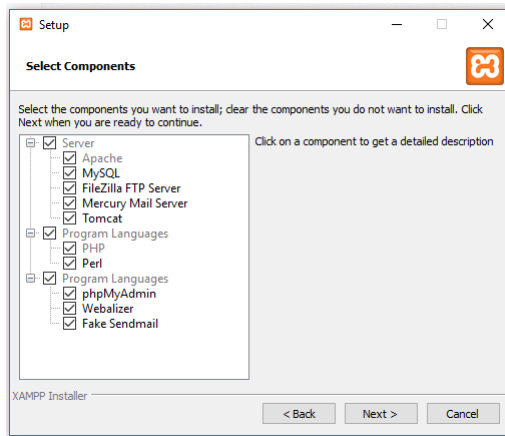 Setup
Select Components
Select the components you want to install; clear the components you do not want to install. Click
Next when you are ready to continue.
Server
Apache
MySQL
FileZilla FTP Server
Mercury Mail Server
Tomcat
Program Languages
PHP
Perl
Program Languages
phpMyAdmin
Webalizer
Fake Sendmail
Click on a component to get a detailed description
XAMPP Installer
< Back
Next >
Cancel